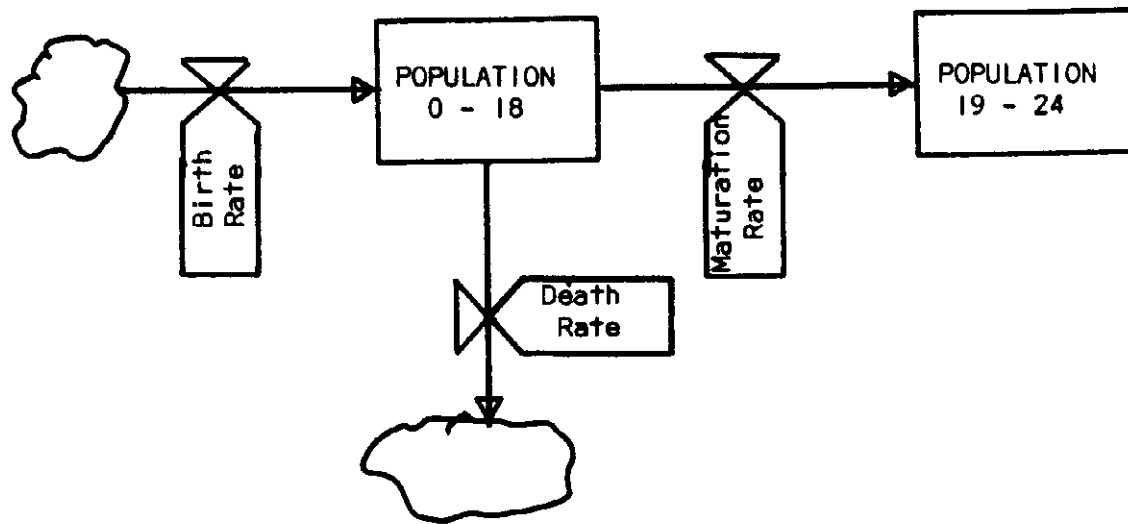 POPULATION
0 - 18
POPULATION
19 - 24
Birth
Rate
Maturation
Rate
Death
Rate